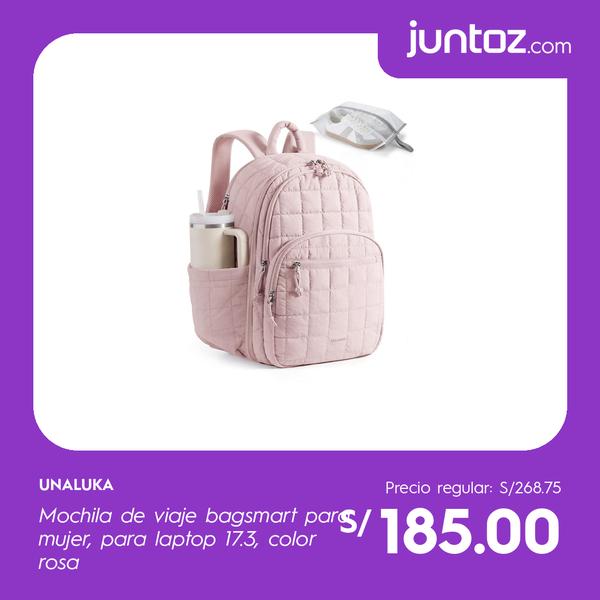 juntoz.com
UNALUKA
Mochila de viaje bagsmart para
mujer, para laptop 17.3, color
rosa
Precio regular: S/268.75
S/185.00